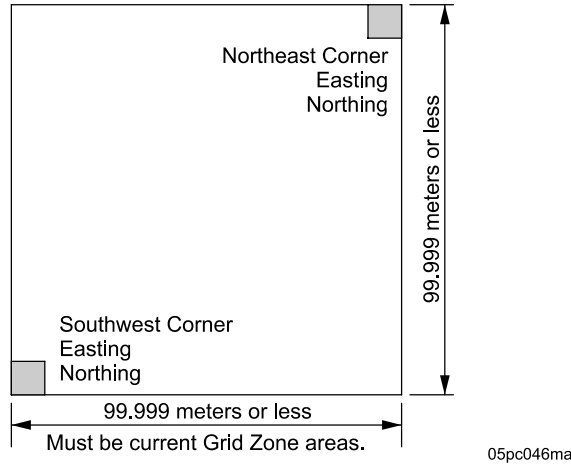 Northeast Corner
Easting
Northing
99.999 meters or less
Southwest Corner
Easting
Northing
99.999 meters or less
Must be current Grid Zone areas.
05pc046ma